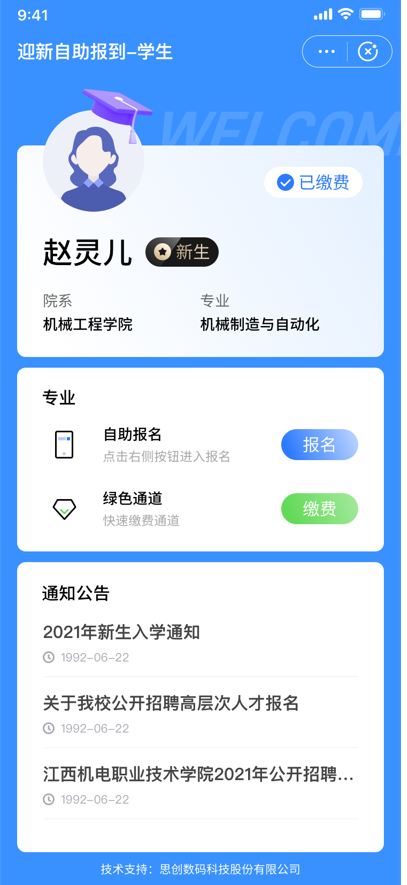 9:41
迎新自助报到-学生
WELCOME
已缴费
赵灵儿 新生
院系 专业
机械工程学院 机械制造与自动化
专业
自助报名
点击右侧按钮进入报名
报名
绿色通道
快速缴费通道
缴费
通知公告
2021年新生入学通知
1992-06-22
关于我校公开招聘高层次人才报名
1992-06-22
江西机电职业技术学院2021年公开招聘...
1992-06-22
技术支持：思创数码科技股份有限公司